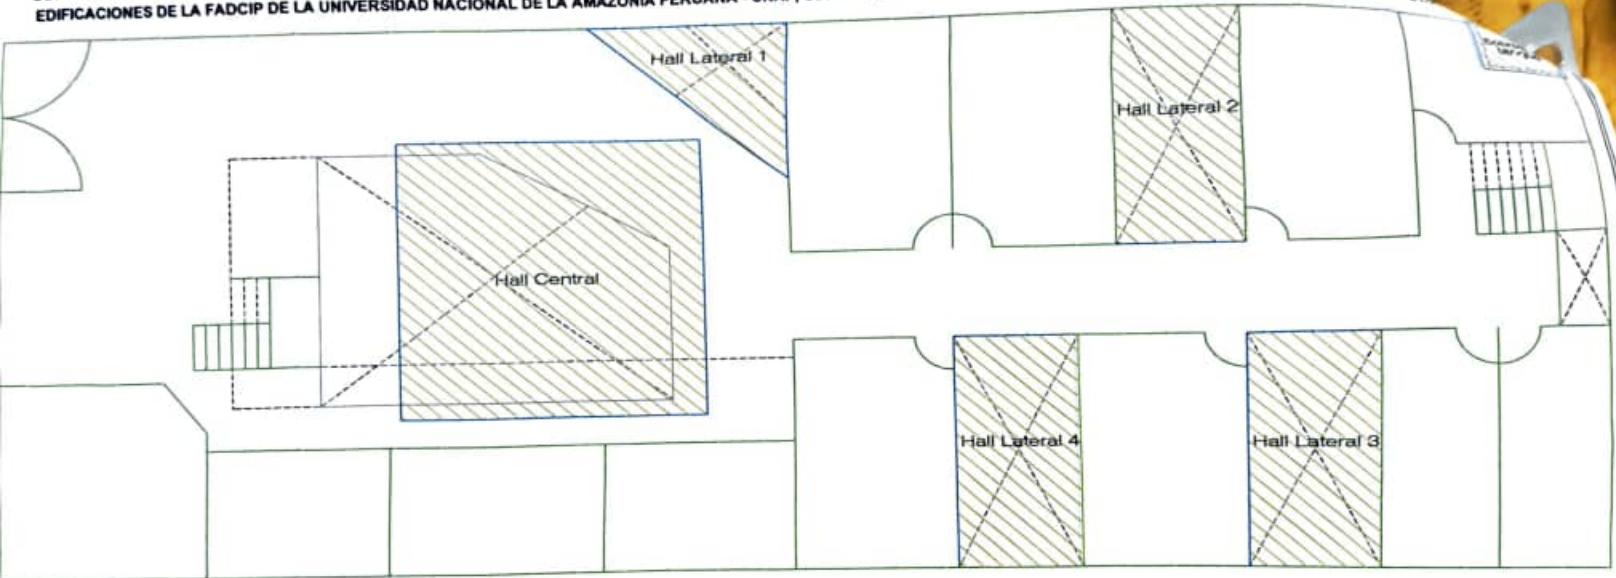 EDIFICACIONES DE LA FADCIP DE LA UNIVERSIDAD NACIONAL DE LA AMAZONIA PERUANA
Hall Lateral 1
Hall Lateral 2
Hall Central
Hall Lateral 4
Hall Lateral 3